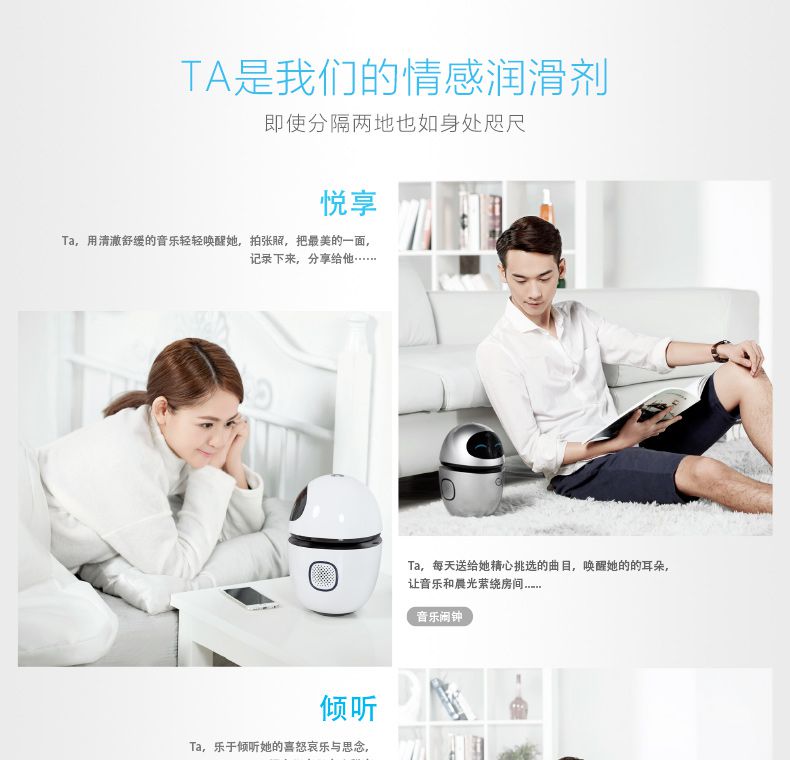 TA是我们的情感润滑剂
即使分隔两地也如身处咫尺
悦享
Ta，用清澈舒缓的音乐轻轻唤醒她，拍张照，把最美的一面，
记录下来，分享给他……
Ta，每天送给她精心挑选的曲目，唤醒她的的耳朵，
让音乐和晨光萦绕房间……
音乐闹钟
倾听
Ta，乐于倾听她的喜怒哀乐与思念，